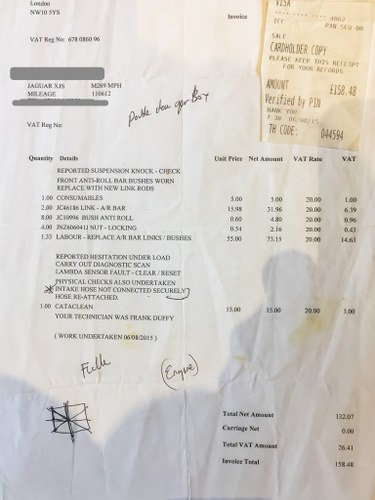 London
NW10 5YS
Invoice
VAT Reg No: 678 0860 96
VISA
ICC
SALE
CARDHOLDER COPY
PLEASE KEEP THIS RECEIPT
FOR YOUR RECORDS
AMOUNT
£158.48
Verified by PIN
THANK YOU
TH CODE: 044594
JAGUAR XJS M269 MPH
MILEAGE 110612
VAT Reg No:
Quantity Details Unit Price Net Amount VAT Rate VAT
REPORTED SUSPENSION KNOCK - CHECK
FRONT ANTI-ROLL BAR BUSHES WORN
REPLACE WITH NEW LINK RODS
1.00 CONSUMABLES 5.00 5.00 20.00 1.00
2.00 JC46186 LINK - A/R BAR 15.98 31.96 20.00 6.39
8.00 JC10996 BUSH ANTI ROLL 0.60 4.80 20.00 0.96
4.00 JNZ606041J NUT - LOCKING 0.54 2.16 20.00 0.43
1.33 LABOUR - REPLACE A/R BAR LINKS / BUSHES 55.00 73.15 20.00 14.63
REPORTED HESITATION UNDER LOAD
CARRY OUT DIAGNOSTIC SCAN
LAMBDA SENSOR FAULT - CLEAR / RESET
PHYSICAL CHECKS ALSO UNDERTAKEN
INTAKE HOSE NOT CONNECTED SECURELY
HOSE RE-ATTACHED.
1.00 CATACLEAN 15.00 15.00 20.00 3.00
YOUR TECHNICIAN WAS FRANK DUFFY
( WORK UNDERTAKEN 06/08/2015 )
(Engine)
Total Net Amount 132.07
Carriage Net 0.00
Total VAT Amount 26.41
Invoice Total 158.48